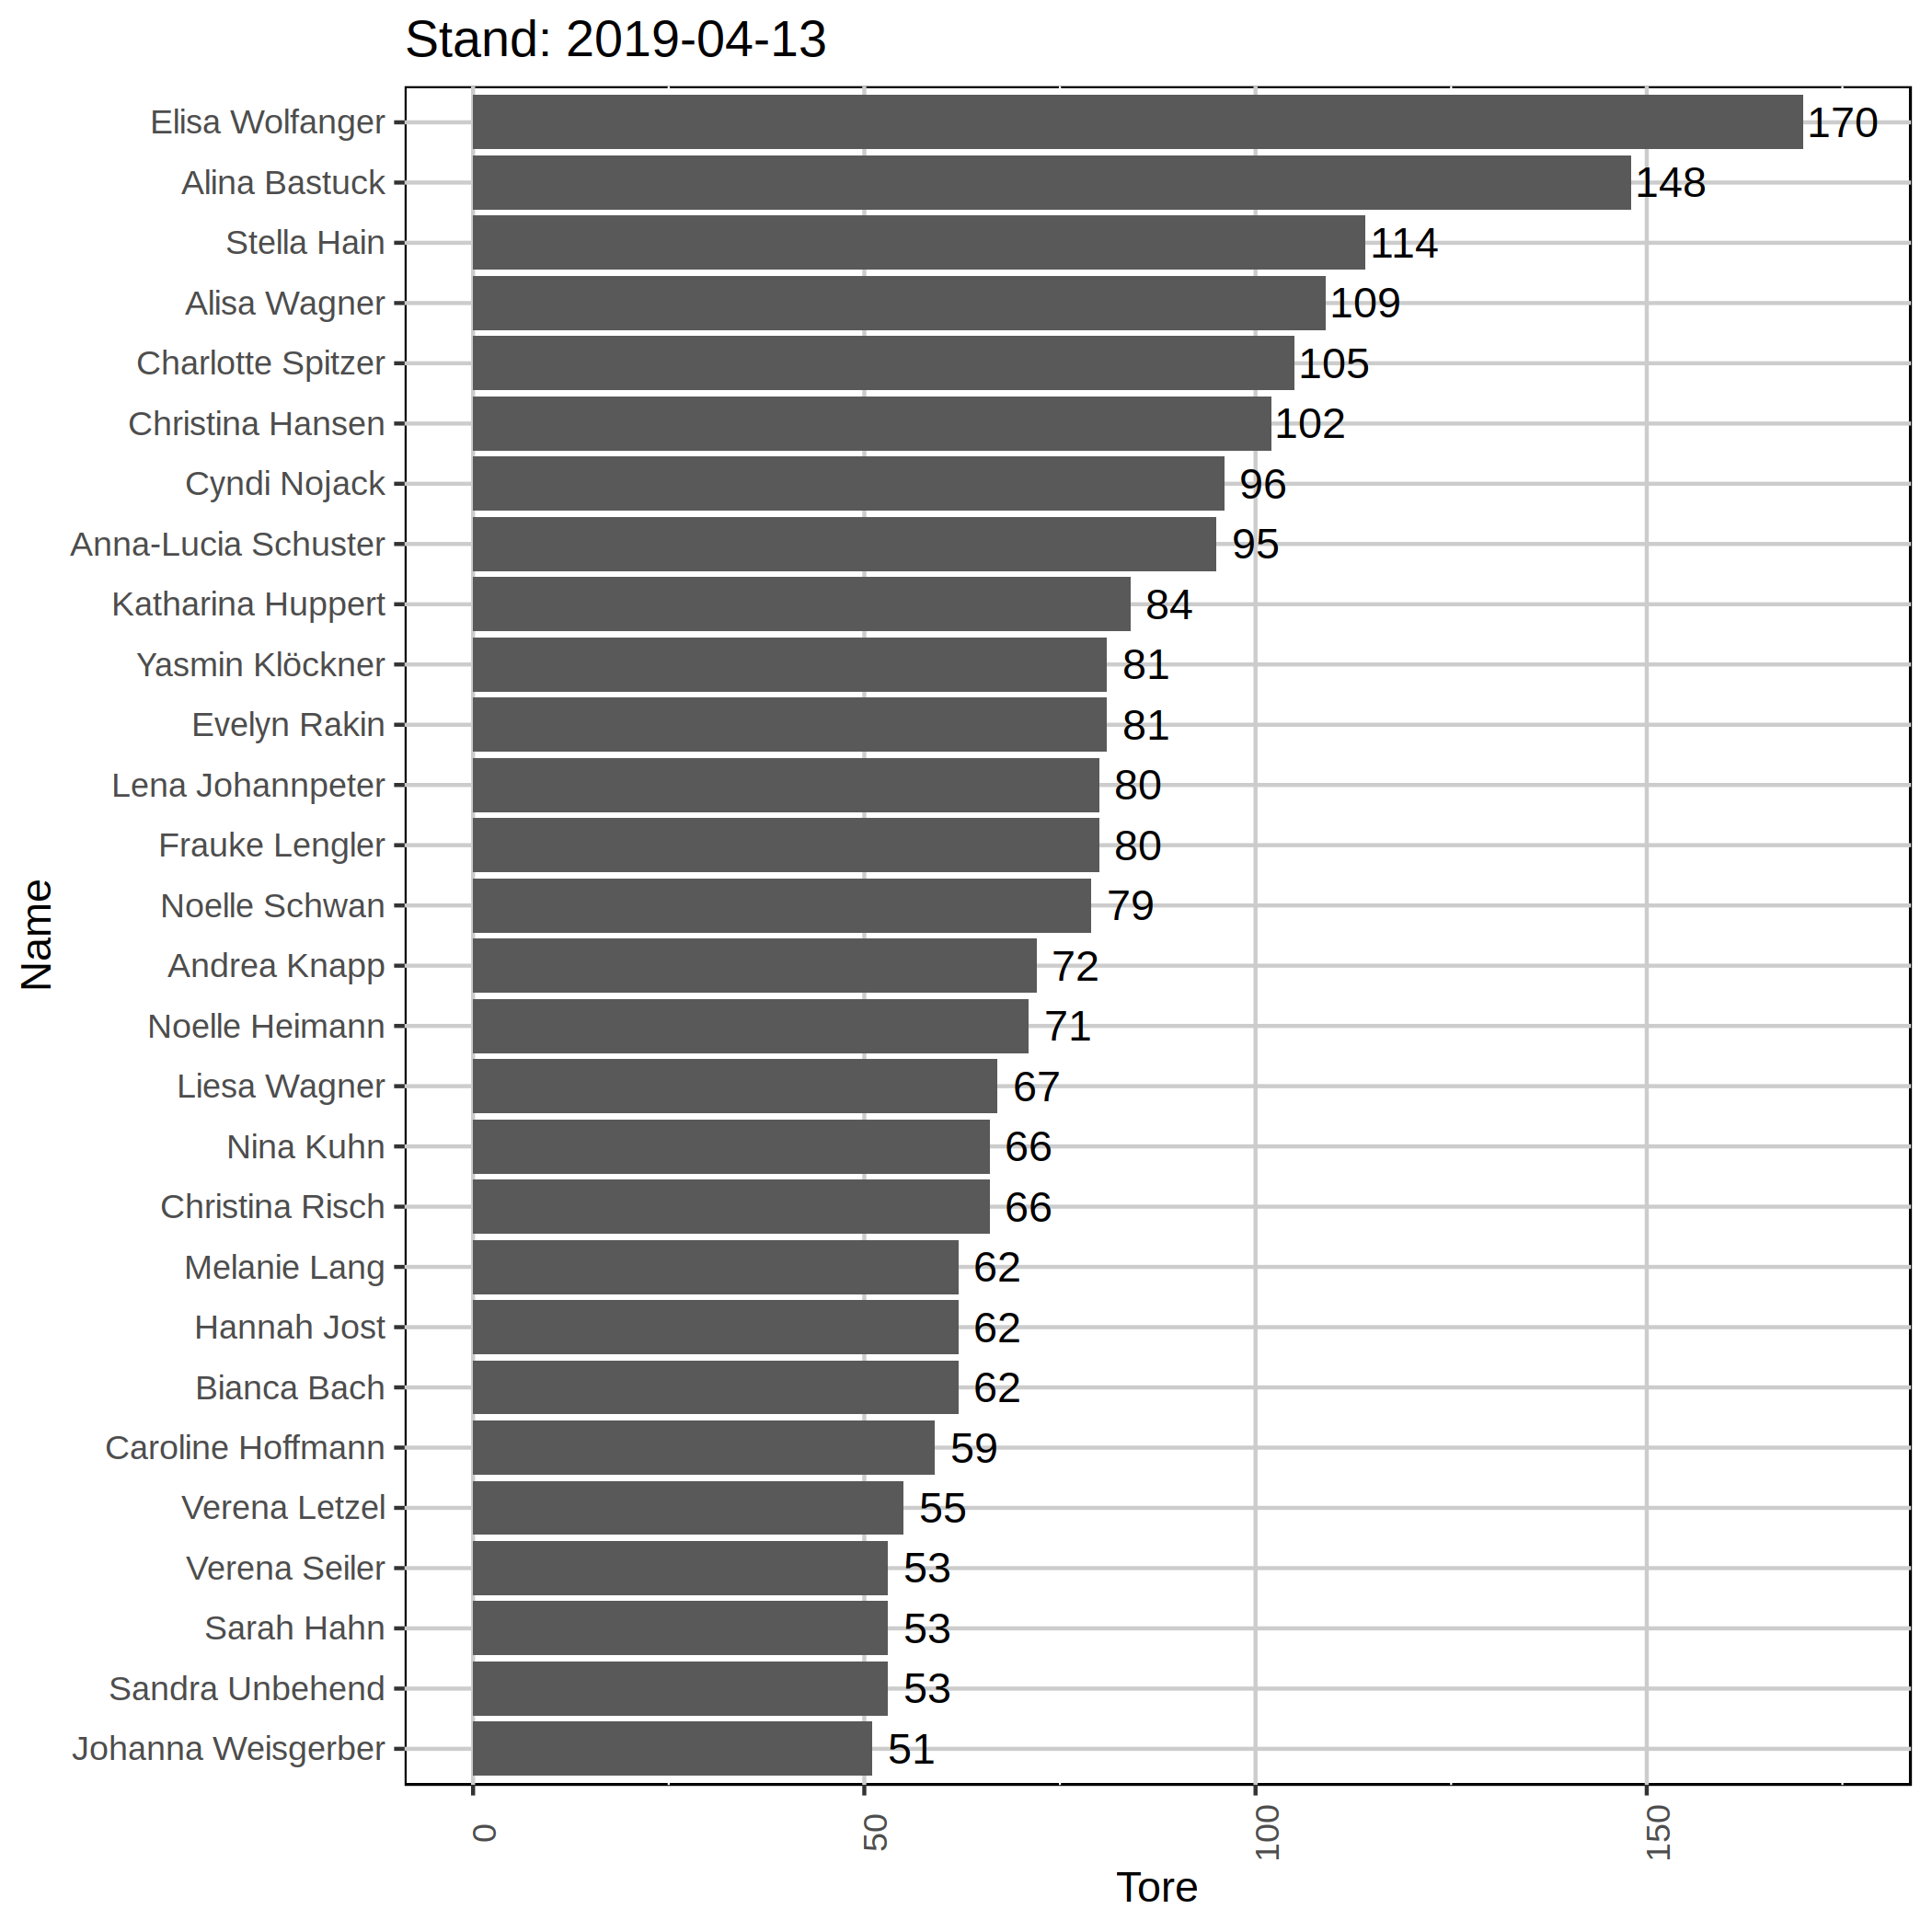 Stand: 2019-04-13
Elisa Wolfanger 170
Alina Bastuck 148
Stella Hain 114
Alisa Wagner 109
Charlotte Spitzer 105
Christina Hansen 102
Cyndi Nojack 96
Anna-Lucia Schuster 95
Katharina Huppert 84
Yasmin Klöckner 81
Evelyn Rakin 81
Lena Johannpeter 80
Frauke Lengler 80
Noelle Schwan 79
Andrea Knapp 72
Noelle Heimann 71
Liesa Wagner 67
Nina Kuhn 66
Christina Risch 66
Melanie Lang 62
Hannah Jost 62
Bianca Bach 62
Caroline Hoffmann 59
Verena Letzel 55
Verena Seiler 53
Sarah Hahn 53
Sandra Unbehend 53
Johanna Weisgerber 51
Name
0 50 100 150
Tore